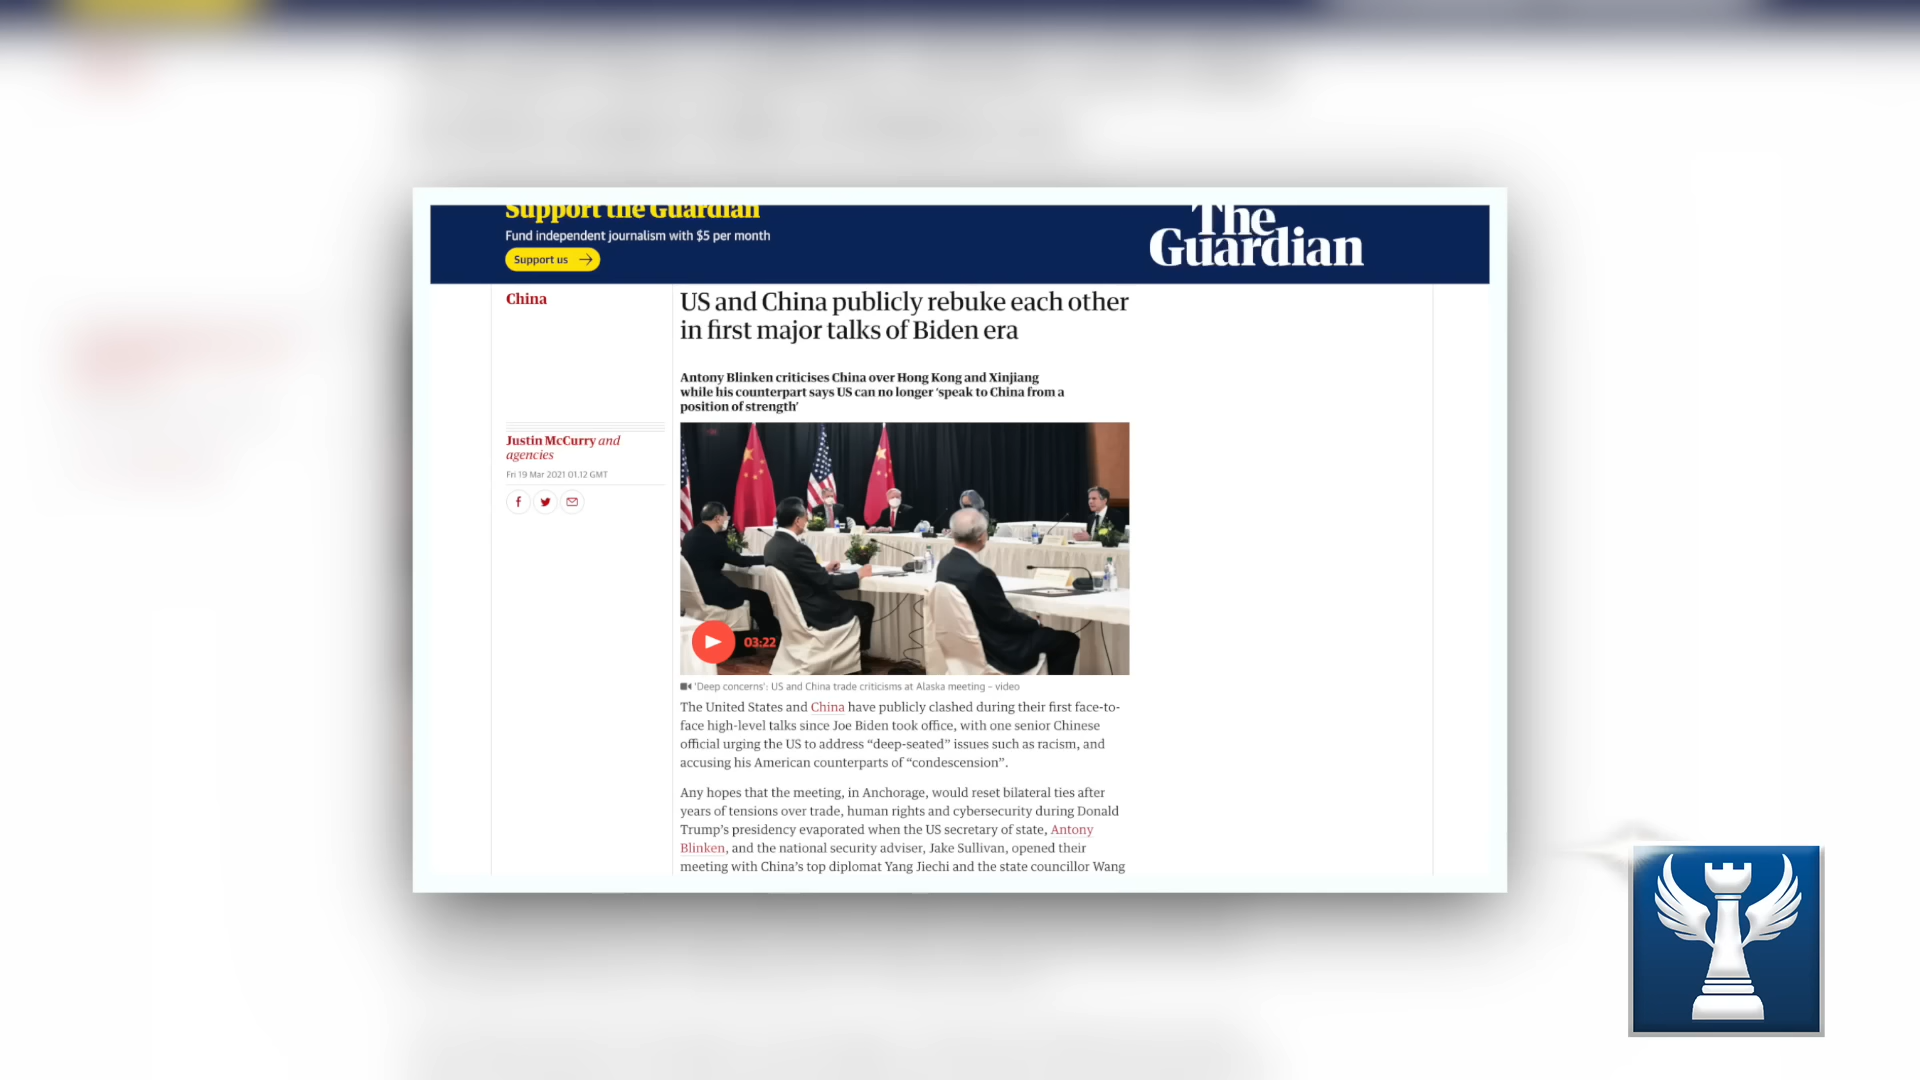 Support the Guardian
Fund independent journalism with $5 per month
Support us
The
Guardian
China
US and China publicly rebuke each other
in first major talks of Biden era
Antony Blinken criticises China over Hong Kong and Xinjiang
while his counterpart says US can no longer ‘speak to China from a
position of strength’
Justin McCurry and
agencies
Fri 19 Mar 2021 01.12 GMT
03:22
'Deep concerns': US and China trade criticisms at Alaska meeting – video
The United States and China have publicly clashed during their first face-to-
face high-level talks since Joe Biden took office, with one senior Chinese
official urging the US to address “deep-seated” issues such as racism, and
accusing his American counterparts of “condescension”.
Any hopes that the meeting, in Anchorage, would reset bilateral ties after
years of tensions over trade, human rights and cybersecurity during Donald
Trump’s presidency evaporated when the US secretary of state, Antony
Blinken, and the national security adviser, Jake Sullivan, opened their
meeting with China’s top diplomat Yang Jiechi and the state councillor Wang